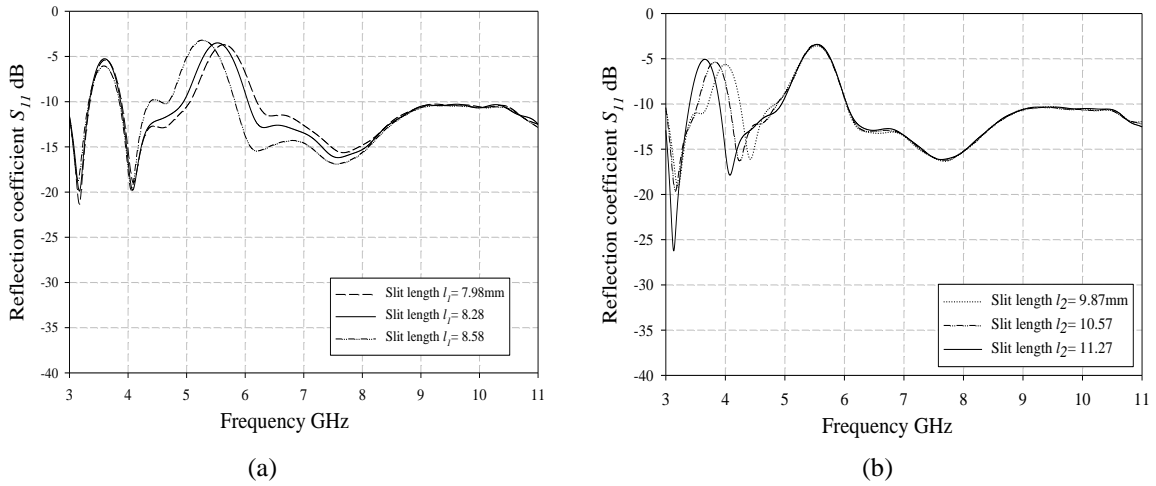 Reflection coefficient S11 dB
0
-5
-10
-15
-20
-25
-30
-35
-40
Slit length l1= 7.98mm
Slit length l1= 8.28
Slit length l1= 8.58
3 4 5 6 7 8 9 10 11
Frequency GHz
(a)
Reflection coefficient S11 dB
0
-5
-10
-15
-20
-25
-30
-35
-40
Slit length l2= 9.87mm
Slit length l2= 10.57
Slit length l2= 11.27
3 4 5 6 7 8 9 10 11
Frequency GHz
(b)